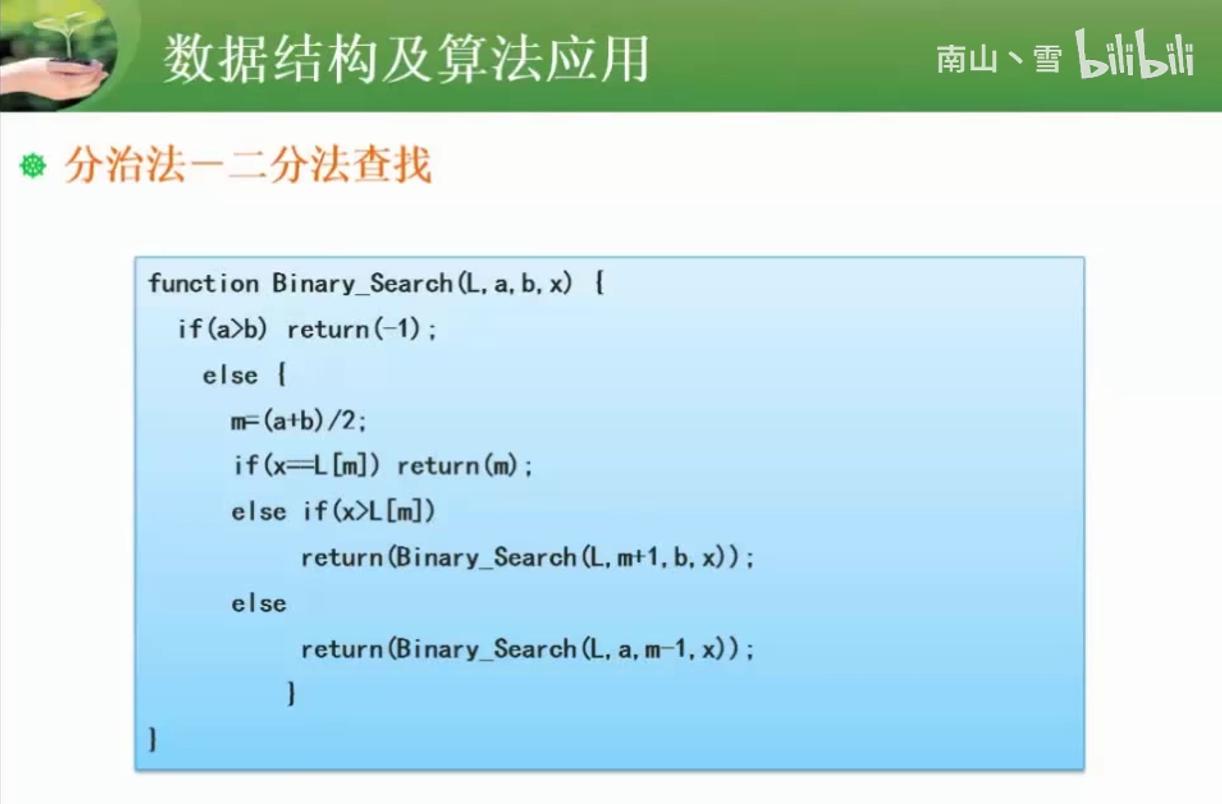 数据结构及算法应用
南山丶雪 bilibili
分治法－二分法查找
function Binary_Search(L,a,b,x) {
if(a>b) return(-1);
else {
m=(a+b)/2;
if(x==L[m]) return(m);
else if(x>L[m])
return(Binary_Search(L,m+1,b,x));
else
return(Binary_Search(L,a,m-1,x));
}
}